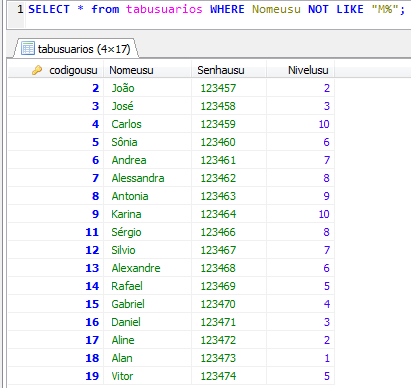 1 SELECT * from tabusuarios WHERE Nomeusu NOT LIKE "M%";
tabusuarios (4×17)
codigousu Nomeusu Senhausu Nivelusu
2 João 123457 2
3 José 123458 3
4 Carlos 123459 10
5 Sônia 123460 6
6 Andrea 123461 7
7 Alessandra 123462 8
8 Antonia 123463 9
9 Karina 123464 10
11 Sérgio 123466 8
12 Silvio 123467 7
13 Alexandre 123468 6
14 Rafael 123469 5
15 Gabriel 123470 4
16 Daniel 123471 3
17 Aline 123472 2
18 Alan 123473 1
19 Vitor 123474 5